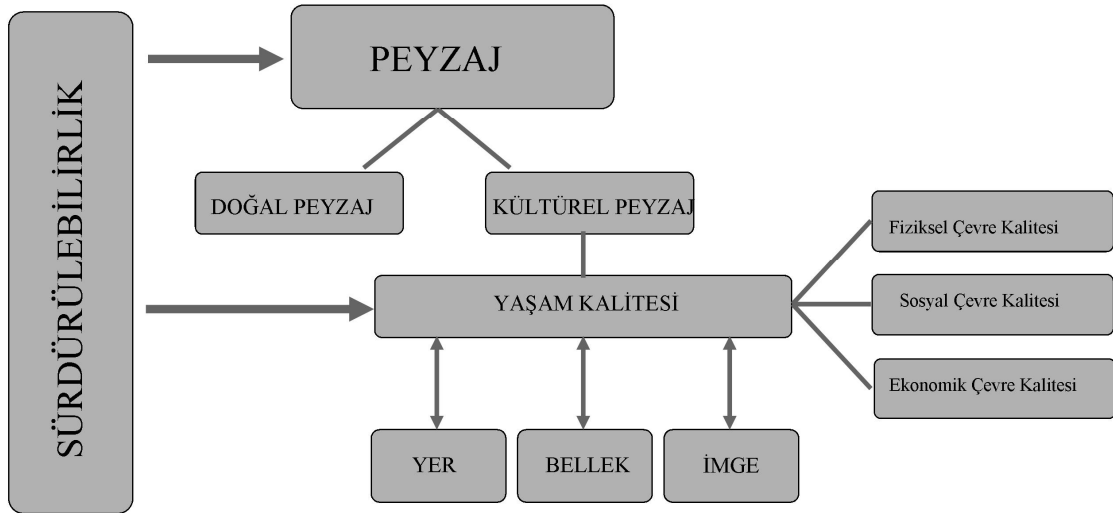 SÜRDÜRÜLEBİLİRLİK
PEYZAJ
DOĞAL PEYZAJ
KÜLTÜREL PEYZAJ
YAŞAM KALİTESİ
Fiziksel Çevre Kalitesi
Sosyal Çevre Kalitesi
Ekonomik Çevre Kalitesi
YER
BELLEK
İMGE